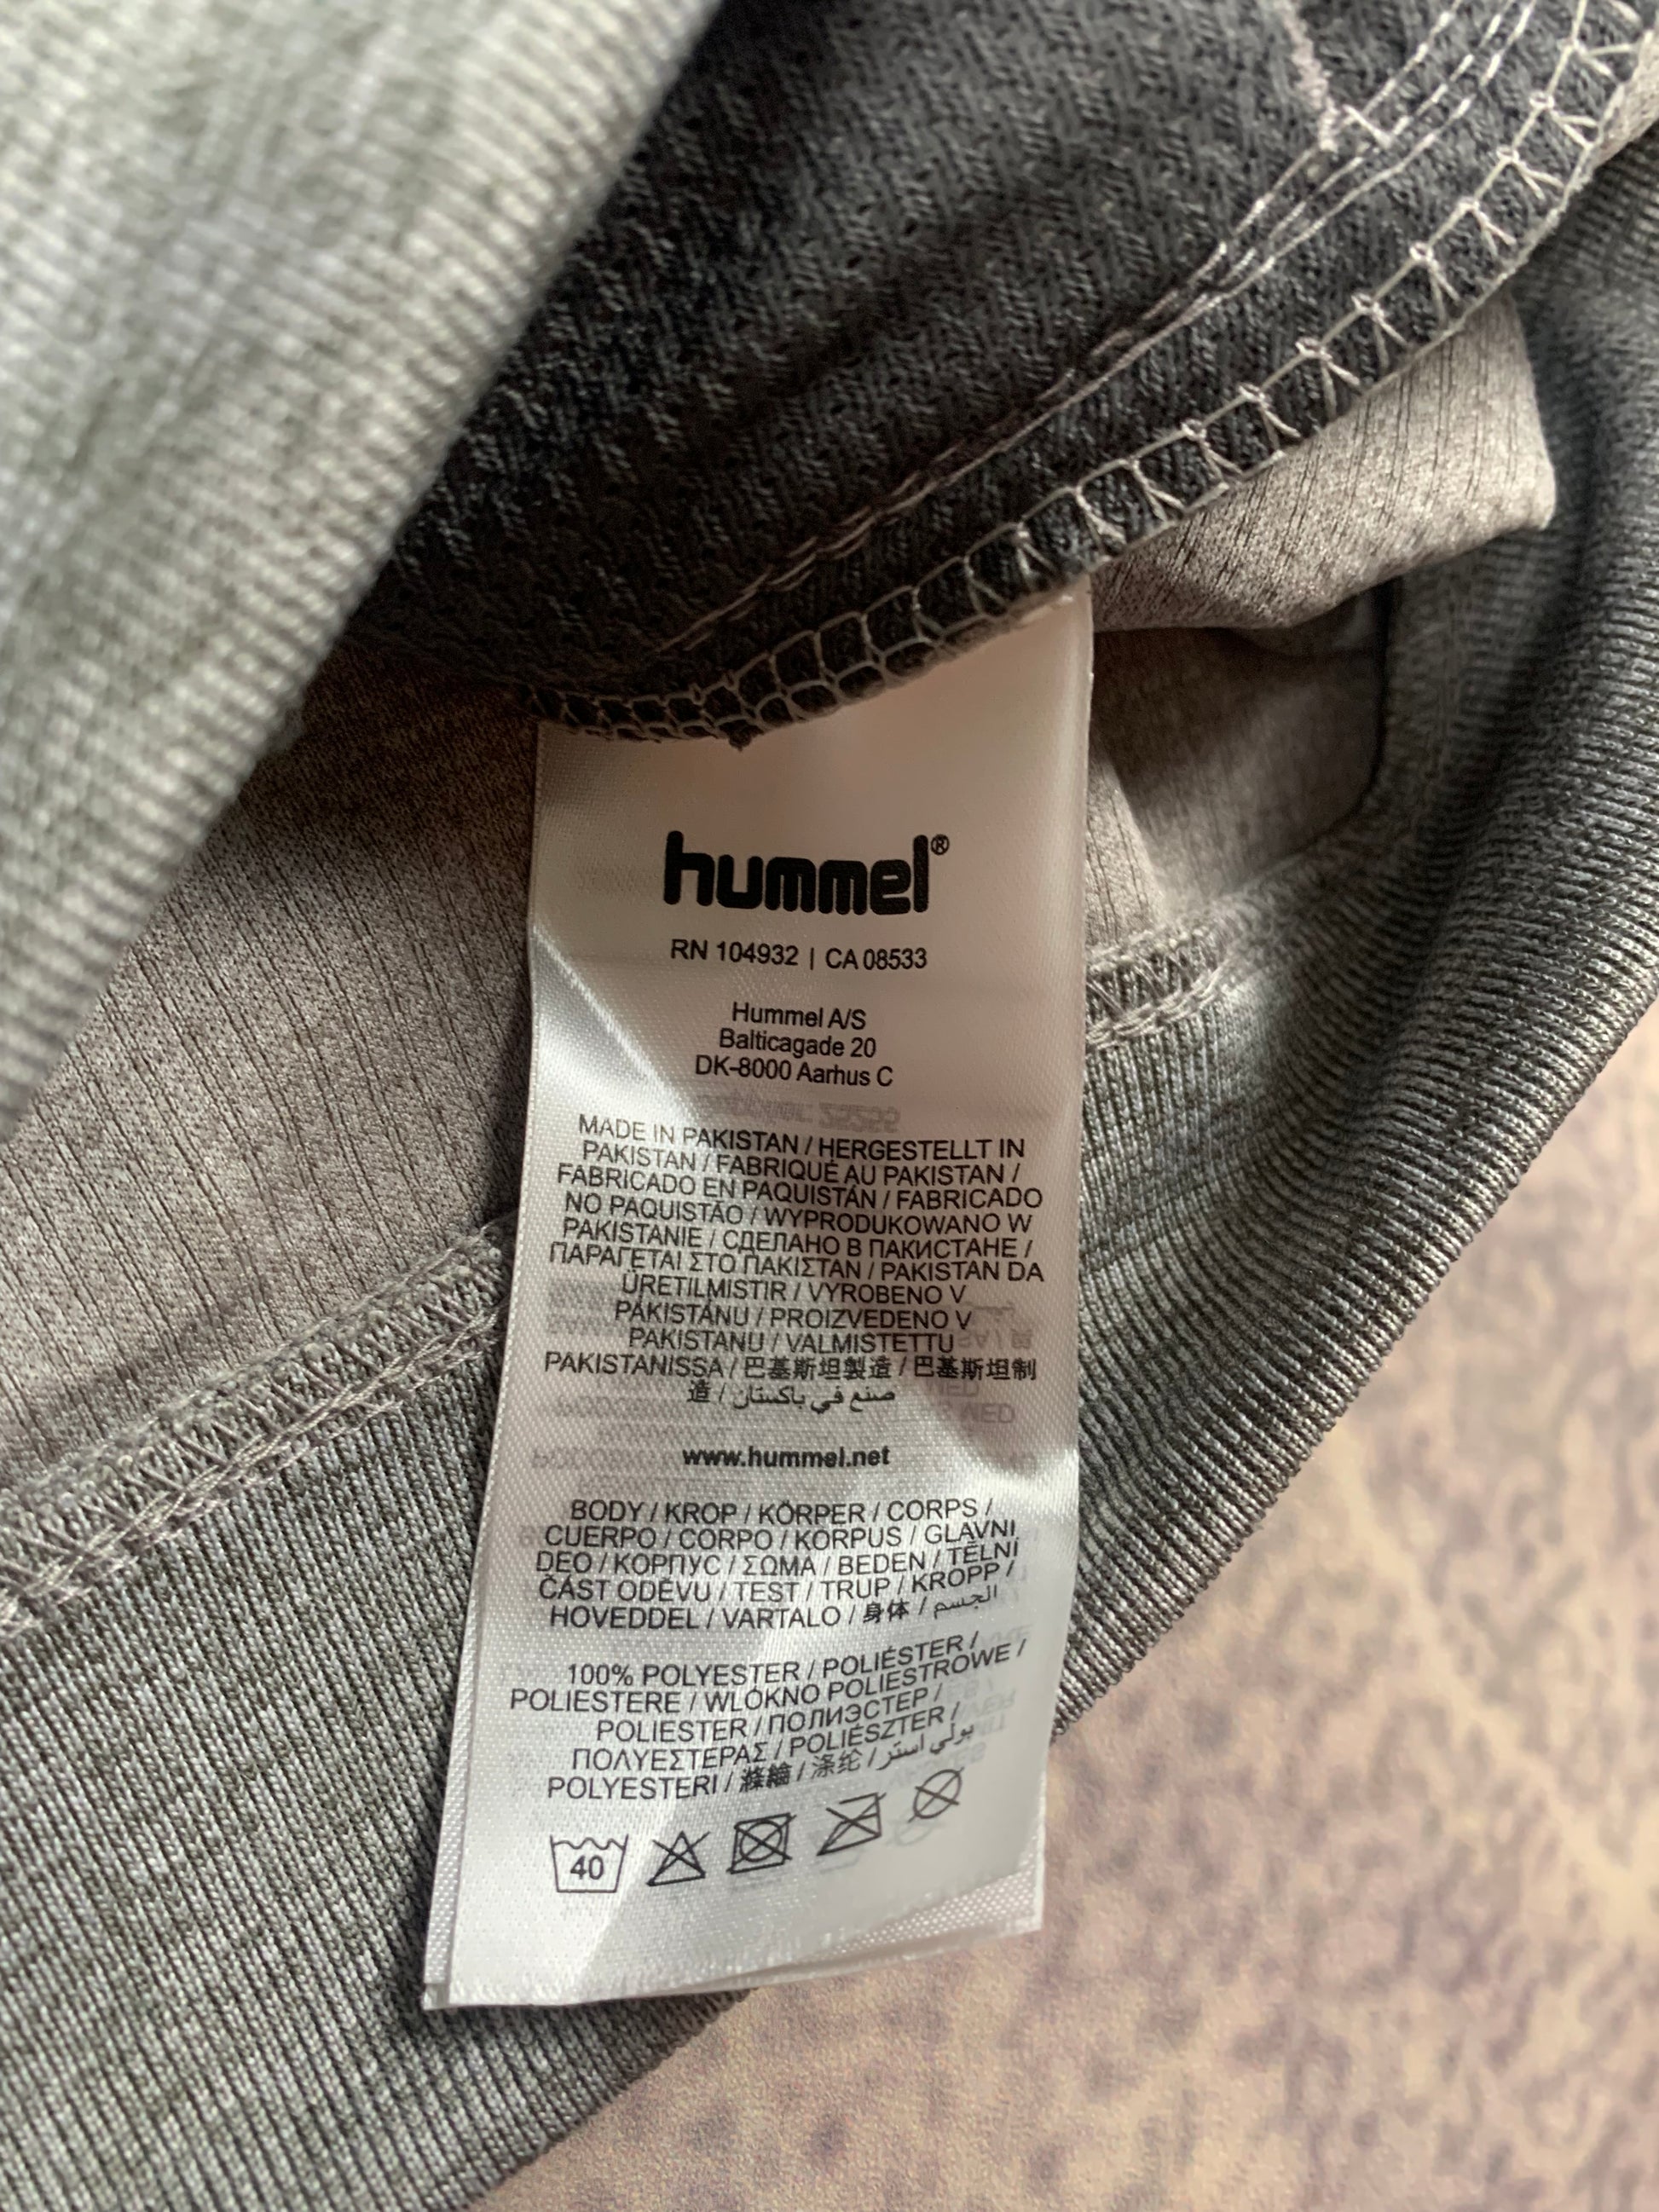 hummel®
RN 104932 | CA 08533
Hummel A/S
Balticagade 20
DK-8000 Aarhus C
MADE IN PAKISTAN / HERGESTELLT IN
PAKISTAN / FABRIQUÉ AU PAKISTAN /
FABRICADO EN PAQUISTÁN / FABRICADO
NO PAQUISTÃO / WYPRODUKOWANO W
PAKISTANIE / СДЕЛАНО В ПАКИСТАНЕ /
ΠΑΡΑΓΕΤΑΙ ΣΤΟ ΠΑΚΙΣΤΑΝ / PAKISTAN DA
ÜRETILMISTIR / VYROBENO V
PÁKISTÁNU / PROIZVEDENO V
PAKISTANU / VALMISTETTU
PAKISTANISSA / 巴基斯坦製造 / 巴基斯坦制
造 / صنع في باكستان
www.hummel.net
BODY / KROP / KÖRPER / CORPS /
CUERPO / CORPO / KORPUS / GLAVNI
DEO / КОРПУС / ΣΩΜΑ / BEDEN / TĚLNÍ
ČÁST ODĚVU / TEST / TRUP / KROPP /
HOVEDDEL / VARTALO / 身体 / الجسم
100% POLYESTER / POLIÉSTER /
POLIESTERE / WLÓKNO POLIESTROWE /
POLIESTER / ПОЛИЭСТЕР /
ΠΟΛΥΕΣΤΕΡΑΣ / POLIÉSZTER /
POLYESTERI / 滌綸 / 涤纶 / بولي استر
40